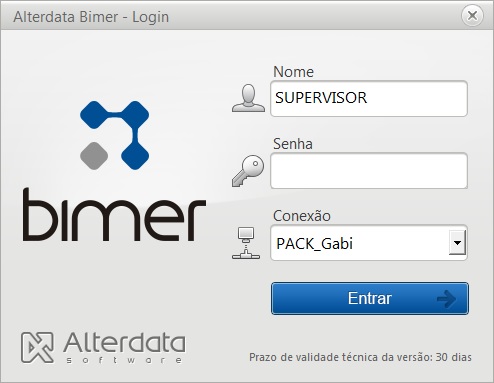 Alterdata Bimer - Login
Nome
SUPERVISOR
Senha
bimer
Conexão
PACK_Gabi
Entrar
Alterdata
software
Prazo de validade técnica da versão: 30 dias